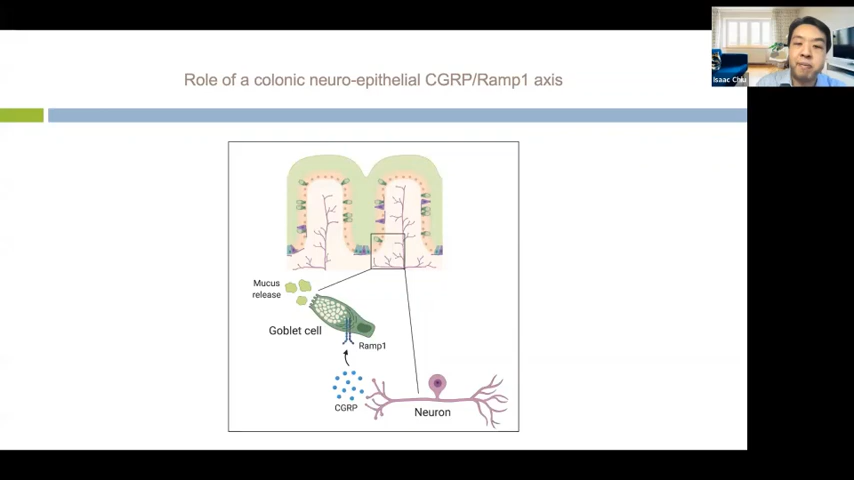 Role of a colonic neuro-epithelial CGRP/Ramp1 axis
Isaac Chiu
Mucus
release
Goblet cell
Ramp1
CGRP
Neuron